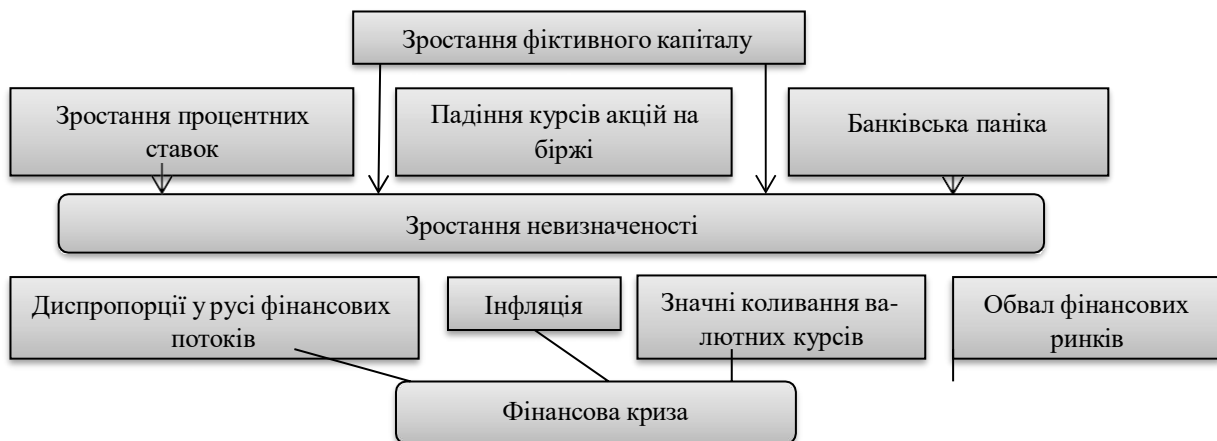 Зростання фіктивного капіталу
Зростання процентних
ставок
Падіння курсів акцій на
біржі
Банківська паніка
Зростання невизначеності
Диспропорції у русі фінансових
потоків
Інфляція
Значні коливання ва-
лютних курсів
Обвал фінансових
ринків
Фінансова криза